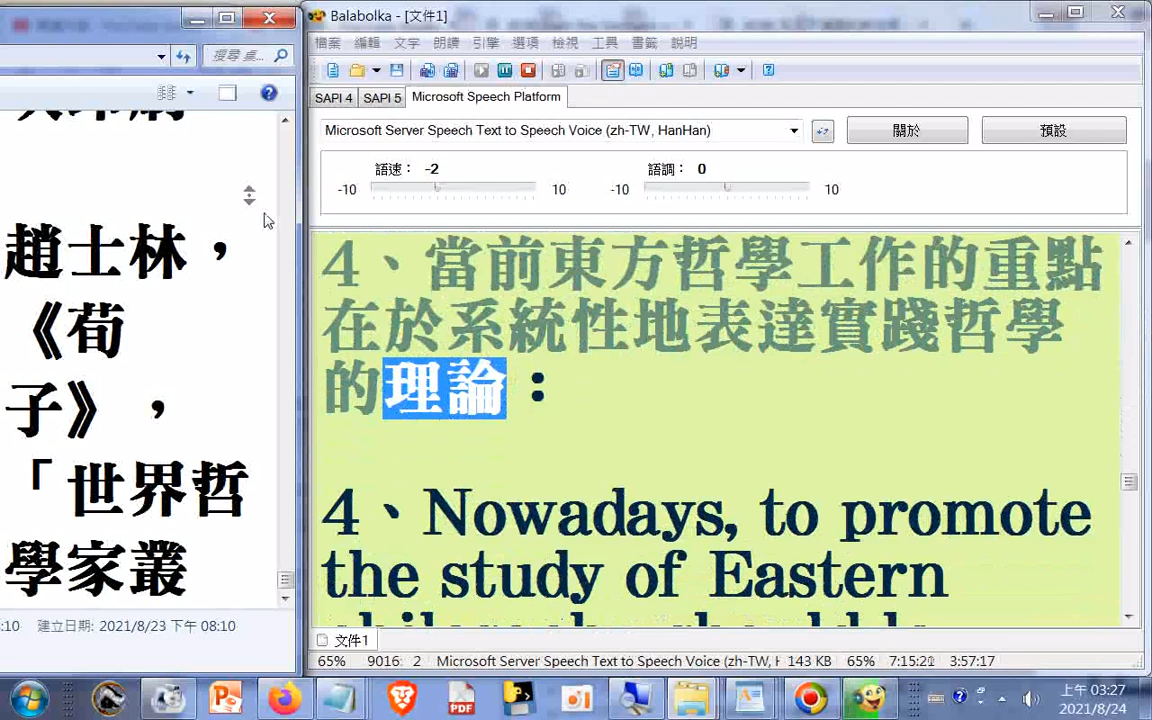 Balabolka - [文件1]
搜尋 桌...
檔案 編輯 文字 朗讀 引擎 選項 檢視 工具 書籤 說明
SAPI 4 SAPI 5 Microsoft Speech Platform
Microsoft Server Speech Text to Speech Voice (zh-TW, HanHan)
關於
預設
語速： -2
語調： 0
-10 10
-10 10
趙士林，
《荀
子》，
「世界哲
學家叢
:10 建立日期: 2021/8/23 下午 08:10
4、當前東方哲學工作的重點
在於系統性地表達實踐哲學
的理論：
4、Nowadays, to promote
the study of Eastern
文件1
65% 9016: 2 Microsoft Server Speech Text to Speech Voice (zh-TW, H 143 KB 65% 7:15:21 3:57:17
PDF
上午 03:27
2021/8/24